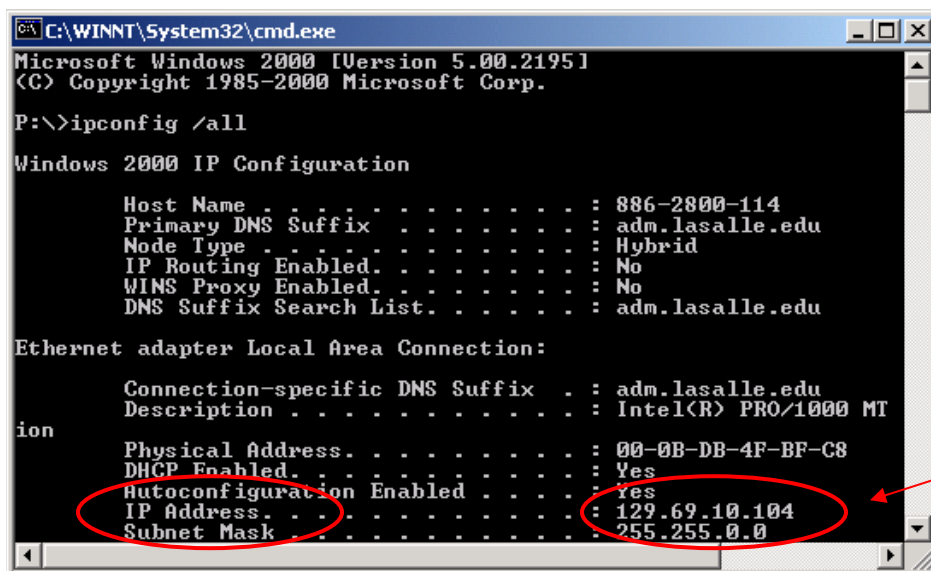 C:\WINNT\System32\cmd.exe
Microsoft Windows 2000 [Version 5.00.2195]
(C) Copyright 1985-2000 Microsoft Corp.
P:\>ipconfig /all
Windows 2000 IP Configuration
Host Name . . . . . . . . . . . . : 886-2800-114
Primary DNS Suffix . . . . . . . : adm.lasalle.edu
Node Type . . . . . . . . . . . . : Hybrid
IP Routing Enabled. . . . . . . . : No
WINS Proxy Enabled. . . . . . . . : No
DNS Suffix Search List. . . . . . : adm.lasalle.edu
Ethernet adapter Local Area Connection:
Connection-specific DNS Suffix . : adm.lasalle.edu
Description . . . . . . . . . . . : Intel(R) PRO/1000 MT
ion
Physical Address. . . . . . . . . : 00-0B-DB-4F-BF-C8
DHCP Enabled. . . . . . . . . . . : Yes
Autoconfiguration Enabled . . . . : Yes
IP Address. . . . . . . . . . . . : 129.69.10.104
Subnet Mask . . . . . . . . . . . : 255.255.0.0